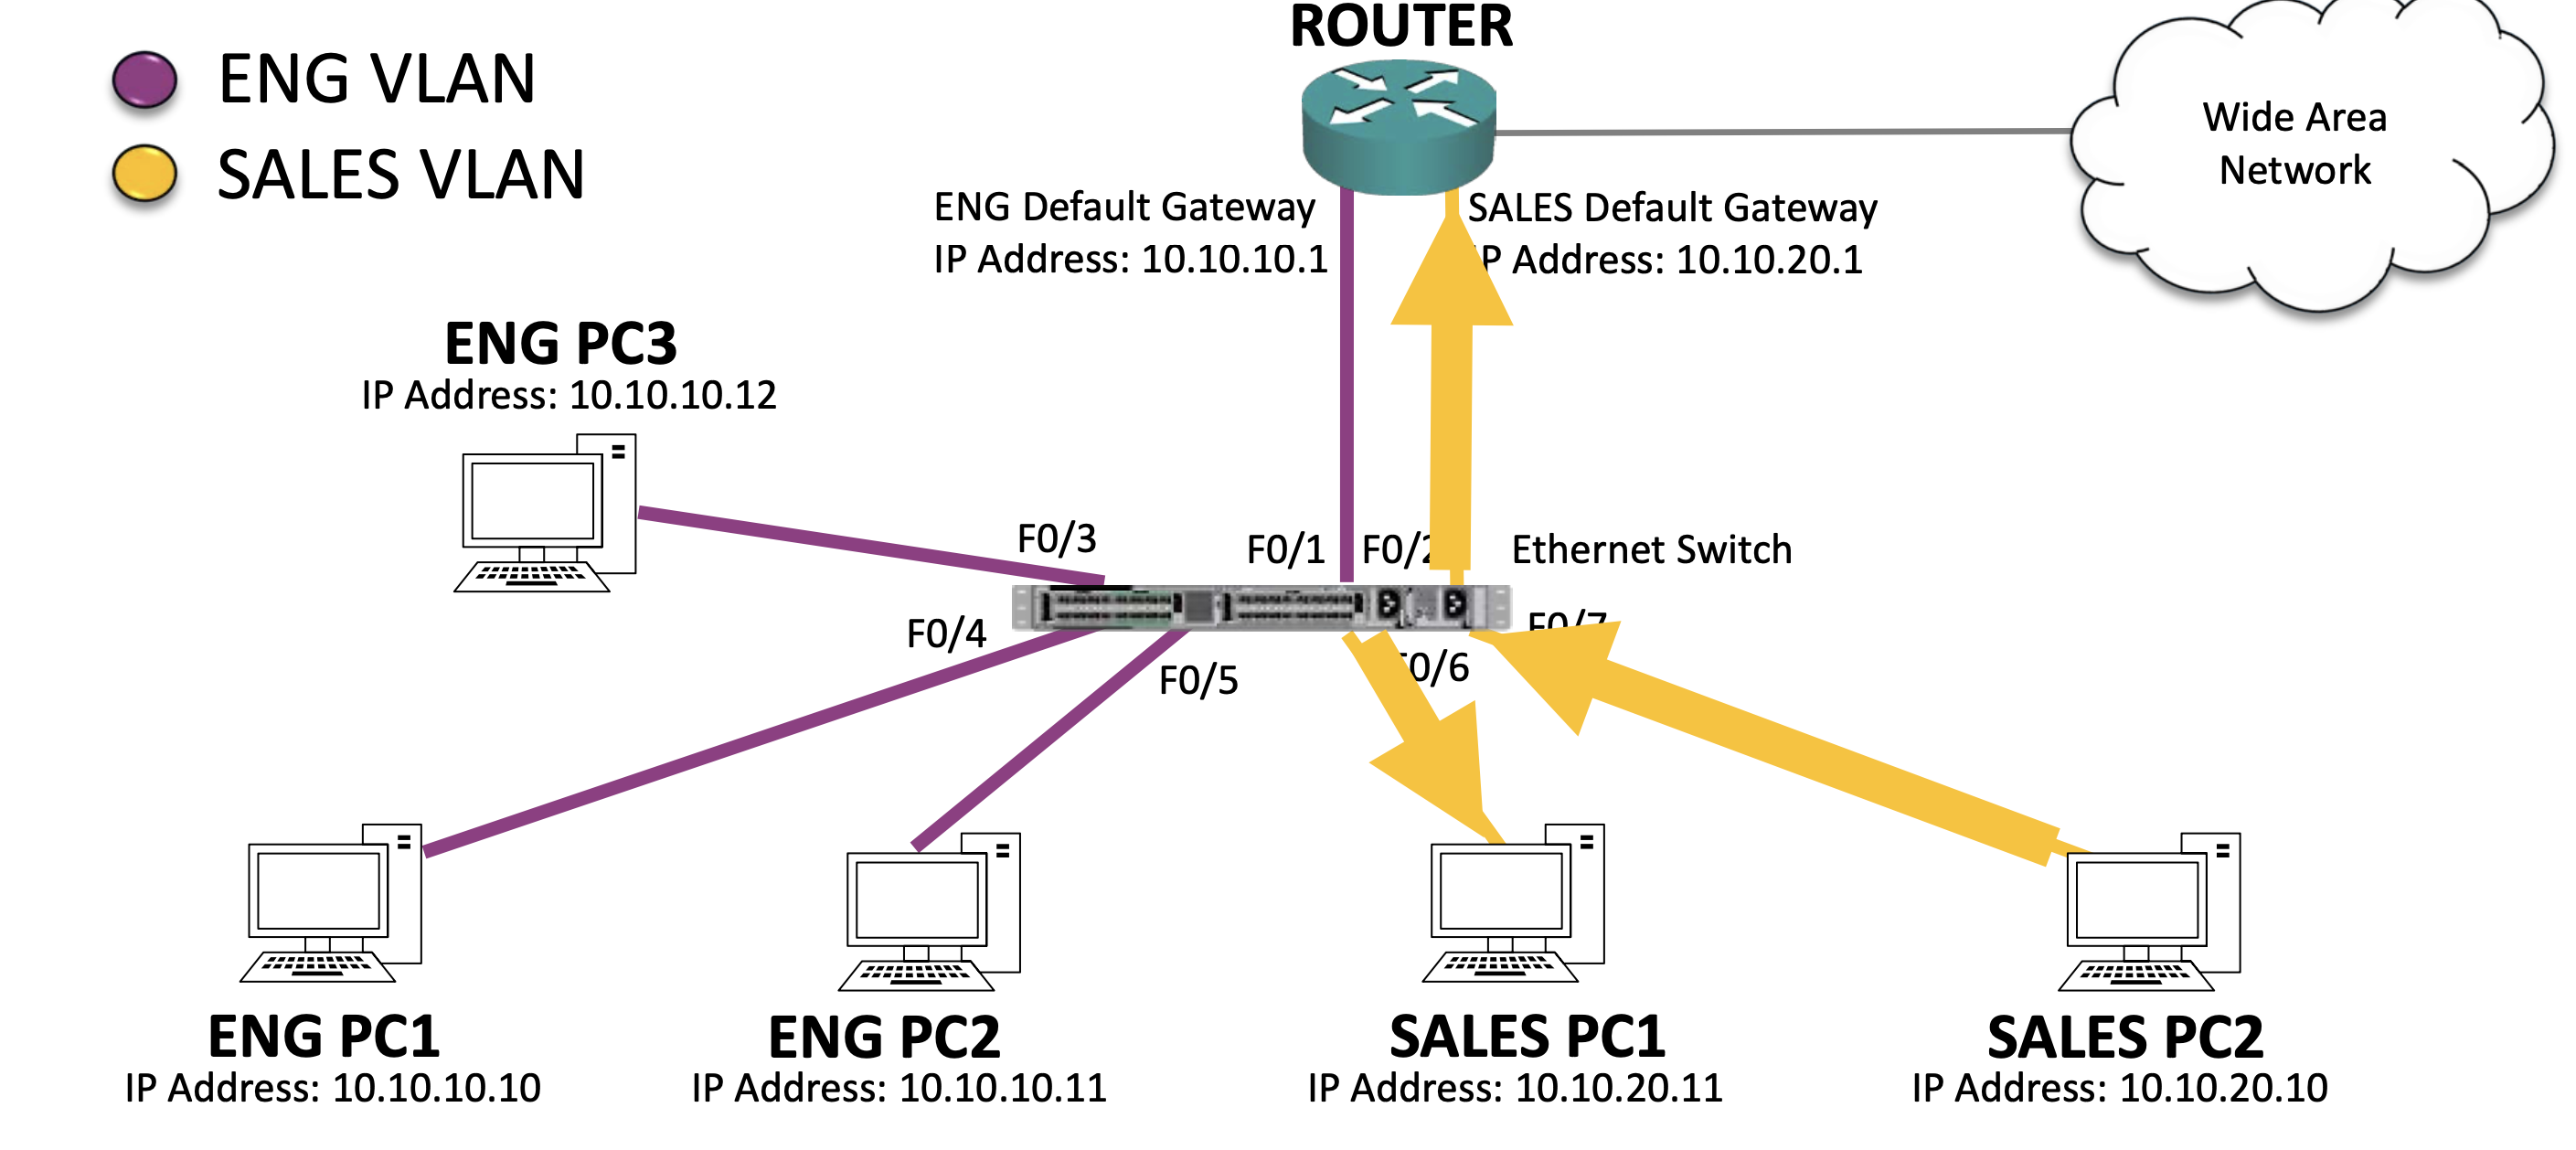 ROUTER
ENG VLAN
SALES VLAN
Wide Area
Network
ENG Default Gateway
IP Address: 10.10.10.1
SALES Default Gateway
IP Address: 10.10.20.1
ENG PC3
IP Address: 10.10.10.12
F0/3
F0/1
F0/2
Ethernet Switch
F0/4
F0/5
F0/6
F0/7
ENG PC1
IP Address: 10.10.10.10
ENG PC2
IP Address: 10.10.10.11
SALES PC1
IP Address: 10.10.20.11
SALES PC2
IP Address: 10.10.20.10